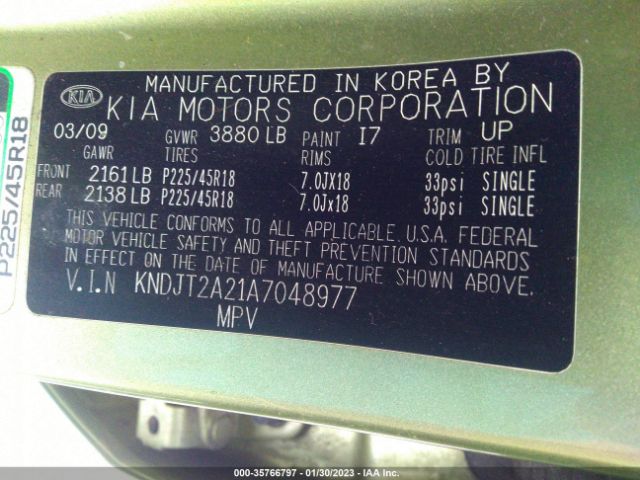 KIA
MANUFACTURED IN KOREA BY
KIA MOTORS CORPORATION
03/09 GVWR 3880 LB PAINT I7 TRIM UP
GAWR TIRES RIMS COLD TIRE INFL
FRONT 2161 LB P225/45R18 7.0JX18 33psi SINGLE
REAR 2138 LB P225/45R18 7.0Jx18 33psi SINGLE
THIS VEHICLE CONFORMS TO ALL APPLICABLE U.S.A. FEDERAL
MOTOR VEHICLE SAFETY AND THEFT PREVENTION STANDARDS
IN EFFECT ON THE DATE OF MANUFACTURE SHOWN ABOVE.
V.I.N KNDJT2A21A7048977
MPV
P225/45R18
000-35766797 - 01/30/2023 - IAA Inc.